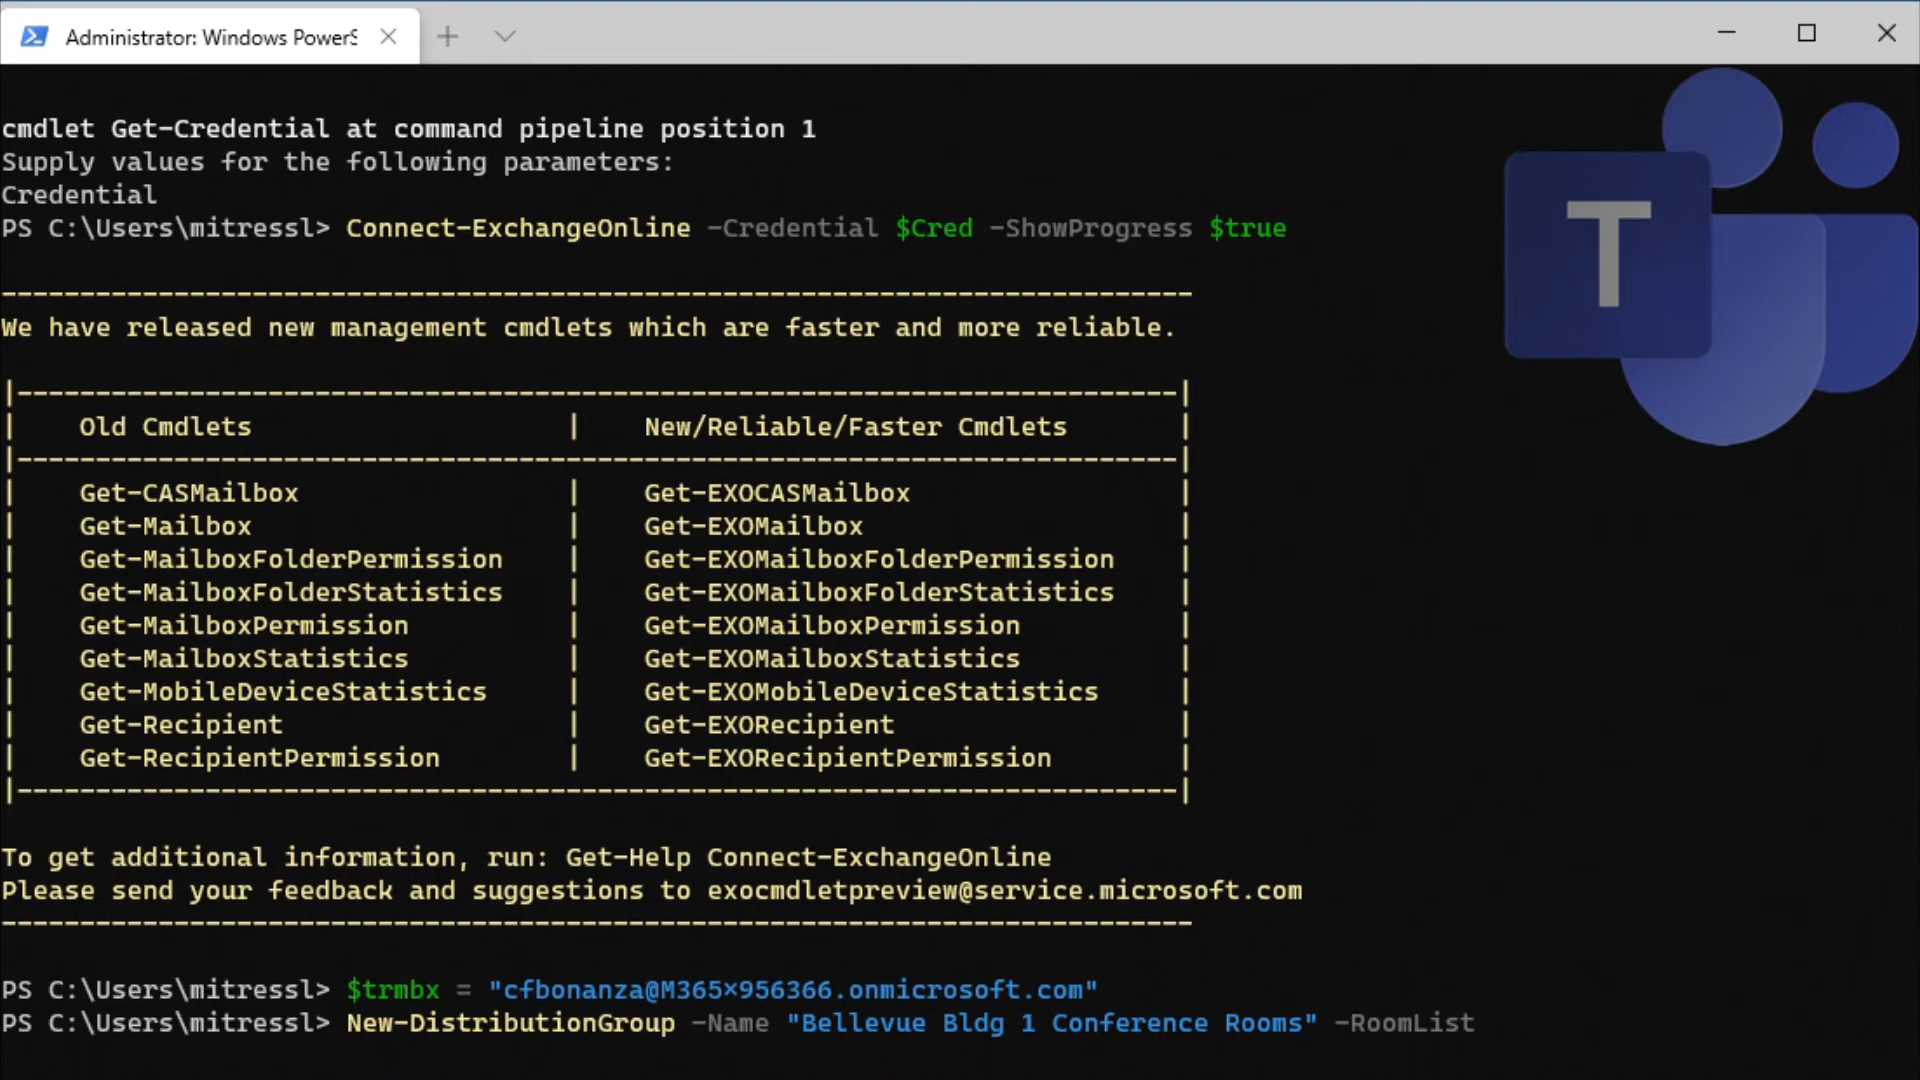 Administrator: Windows PowerS
cmdlet Get-Credential at command pipeline position 1
Supply values for the following parameters:
Credential
PS C:\Users\mitressl> Connect-ExchangeOnline -Credential $Cred -ShowProgress $true
----------------------------------------------------------------------------
We have released new management cmdlets which are faster and more reliable.
|--------------------------------------------------------------------------|
|    Old Cmdlets                    |    New/Reliable/Faster Cmdlets       |
|--------------------------------------------------------------------------|
|    Get-CASMailbox                 |    Get-EXOCASMailbox                 |
|    Get-Mailbox                    |    Get-EXOMailbox                    |
|    Get-MailboxFolderPermission    |    Get-EXOMailboxFolderPermission    |
|    Get-MailboxFolderStatistics    |    Get-EXOMailboxFolderStatistics    |
|    Get-MailboxPermission          |    Get-EXOMailboxPermission          |
|    Get-MailboxStatistics          |    Get-EXOMailboxStatistics          |
|    Get-MobileDeviceStatistics     |    Get-EXOMobileDeviceStatistics     |
|    Get-Recipient                  |    Get-EXORecipient                  |
|    Get-RecipientPermission        |    Get-EXORecipientPermission        |
|--------------------------------------------------------------------------|
To get additional information, run: Get-Help Connect-ExchangeOnline
Please send your feedback and suggestions to exocmdletpreview@service.microsoft.com
----------------------------------------------------------------------------
PS C:\Users\mitressl> $trmbx = "cfbonanza@M365×956366.onmicrosoft.com"
PS C:\Users\mitressl> New-DistributionGroup -Name "Bellevue Bldg 1 Conference Rooms" -RoomList
T